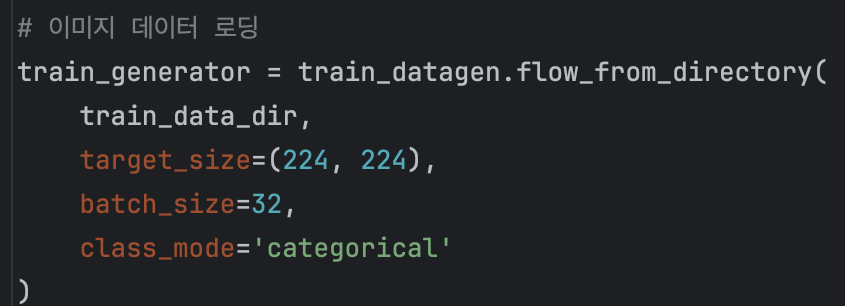 # 이미지 데이터 로딩
train_generator = train_datagen.flow_from_directory(
    train_data_dir,
    target_size=(224, 224),
    batch_size=32,
    class_mode='categorical'
)